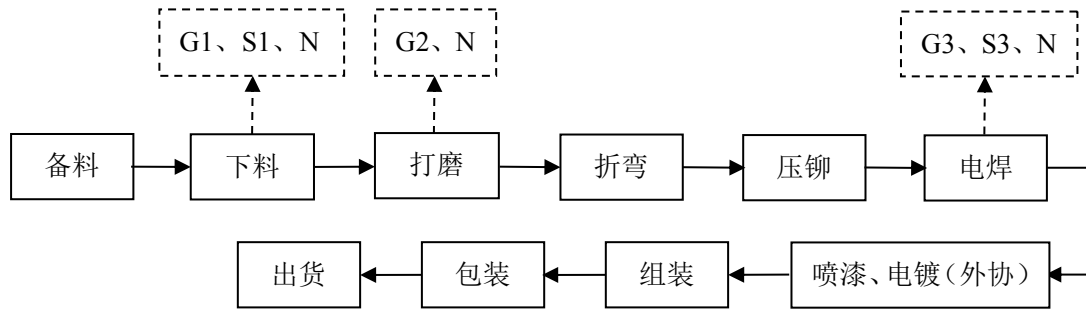 G1、S1、N
G2、N
G3、S3、N
备料
下料
打磨
折弯
压铆
电焊
出货
包装
组装
喷漆、电镀(外协)